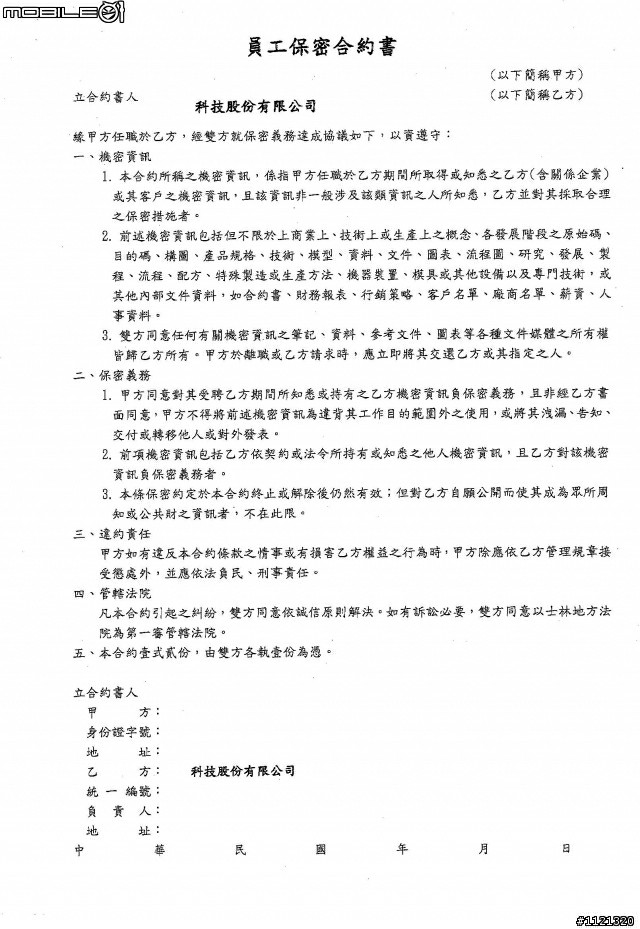 MOBILE01
員工保密合約書
(以下簡稱甲方)
立合約書人
科技股份有限公司
(以下簡稱乙方)
緣甲方任職於乙方，經雙方就保密義務達成協議如下，以資遵守：
一、機密資訊
1. 本合約所稱之機密資訊，係指甲方任職於乙方期間所取得或知悉之乙方(含關係企業)
或其客戶之機密資訊，且該資訊非一般涉及該類資訊之人所知悉，乙方並對其採取合理
之保密措施者。
2. 前述機密資訊包括但不限於上商業上、技術上或生產上之概念、各發展階段之原始碼、
目的碼、構圖、產品規格、技術、模型、資料、文件、圖表、流程圖、研究、發展、製
程、流程、配方、特殊製造或生產方法、機器裝置、模具或其他設備以及專門技術，或
其他內部文件資料，如合約書、財務報表、行銷策略、客戶名單、廠商名單、薪資、人
事資料。
3. 雙方同意任何有關機密資訊之筆記、資料、參考文件、圖表等各種文件媒體之所有權
皆歸乙方所有。甲方於離職或乙方請求時，應立即將其交還乙方或其指定之人。
二、保密義務
1. 甲方同意對其受聘乙方期間所知悉或持有之乙方機密資訊負保密義務，且非經乙方書
面同意，甲方不得將前述機密資訊為違背其工作目的範圍外之使用，或將其洩漏、告知、
交付或轉移他人或對外發表。
2. 前項機密資訊包括乙方依契約或法令所持有或知悉之他人機密資訊，且乙方對該機密
資訊負保密義務者。
3. 本條保密約定於本合約終止或解除後仍然有效；但對乙方自願公開而使其成為眾所周
知或公共財之資訊者，不在此限。
三、違約責任
甲方如有違反本合約條款之情事或有損害乙方權益之行為時，甲方除應依乙方管理規章接
受懲處外，並應依法負民、刑事責任。
四、管轄法院
凡本合約引起之糾紛，雙方同意依誠信原則解決。如有訴訟必要，雙方同意以士林地方法
院為第一審管轄法院。
五、本合約壹式貳份，由雙方各執壹份為憑。
立合約書人
甲 方：
身份證字號：
地 址：
乙 方： 科技股份有限公司
統一編號：
負責人：
地 址：
中 華 民 國 年 月 日
#1121320